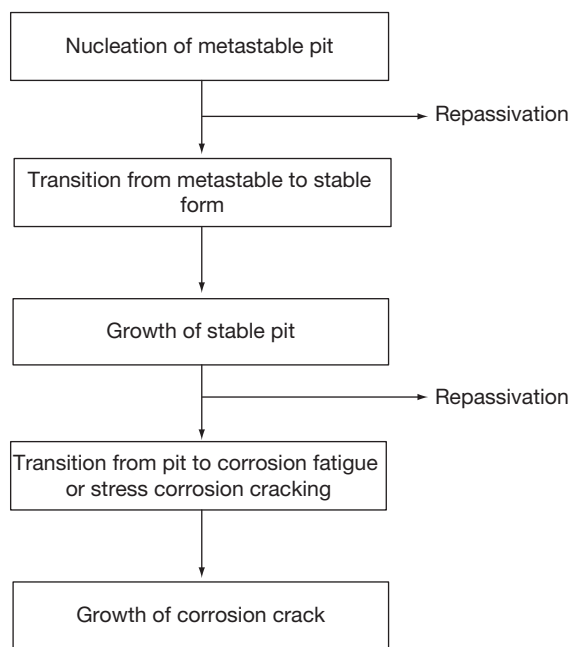 Nucleation of metastable pit
Repassivation
Transition from metastable to stable
form
Growth of stable pit
Repassivation
Transition from pit to corrosion fatigue
or stress corrosion cracking
Growth of corrosion crack